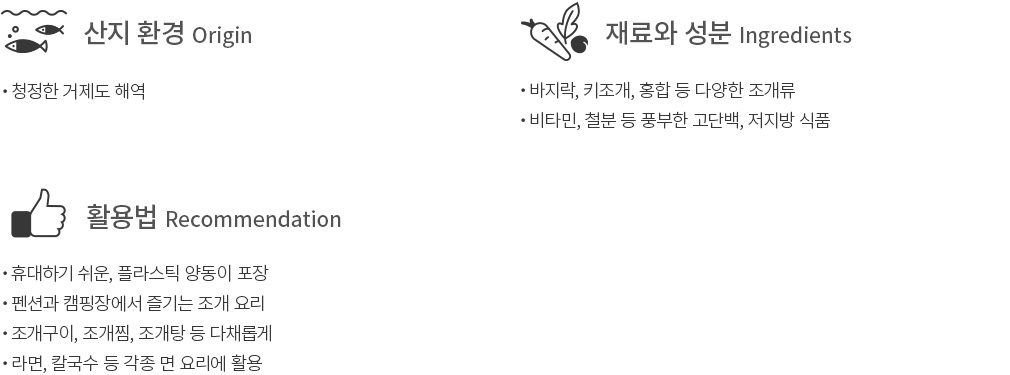 산지 환경 Origin
• 청정한 거제도 해역
재료와 성분 Ingredients
• 바지락, 키조개, 홍합 등 다양한 조개류
• 비타민, 철분 등 풍부한 고단백, 저지방 식품
활용법 Recommendation
• 휴대하기 쉬운, 플라스틱 양동이 포장
• 펜션과 캠핑장에서 즐기는 조개 요리
• 조개구이, 조개찜, 조개탕 등 다채롭게
• 라면, 칼국수 등 각종 면 요리에 활용